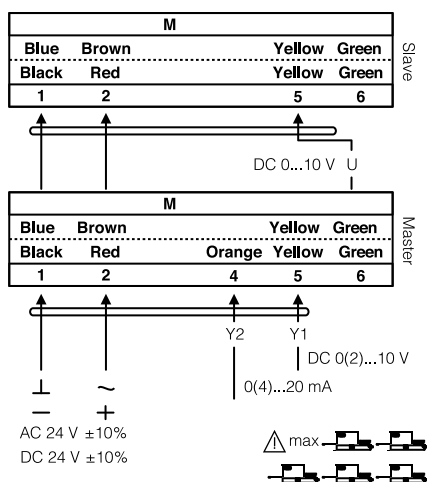 M
Blue Brown Yellow Green
Black Red Yellow Green
1 2 5 6
Slave
DC 0...10 V U
M
Blue Brown Yellow Green
Black Red Orange Yellow Green
1 2 4 5 6
Master
Y2 Y1
DC 0(2)...10 V
0(4)...20 mA
⊥ ~
− +
AC 24 V ±10%
DC 24 V ±10%
max